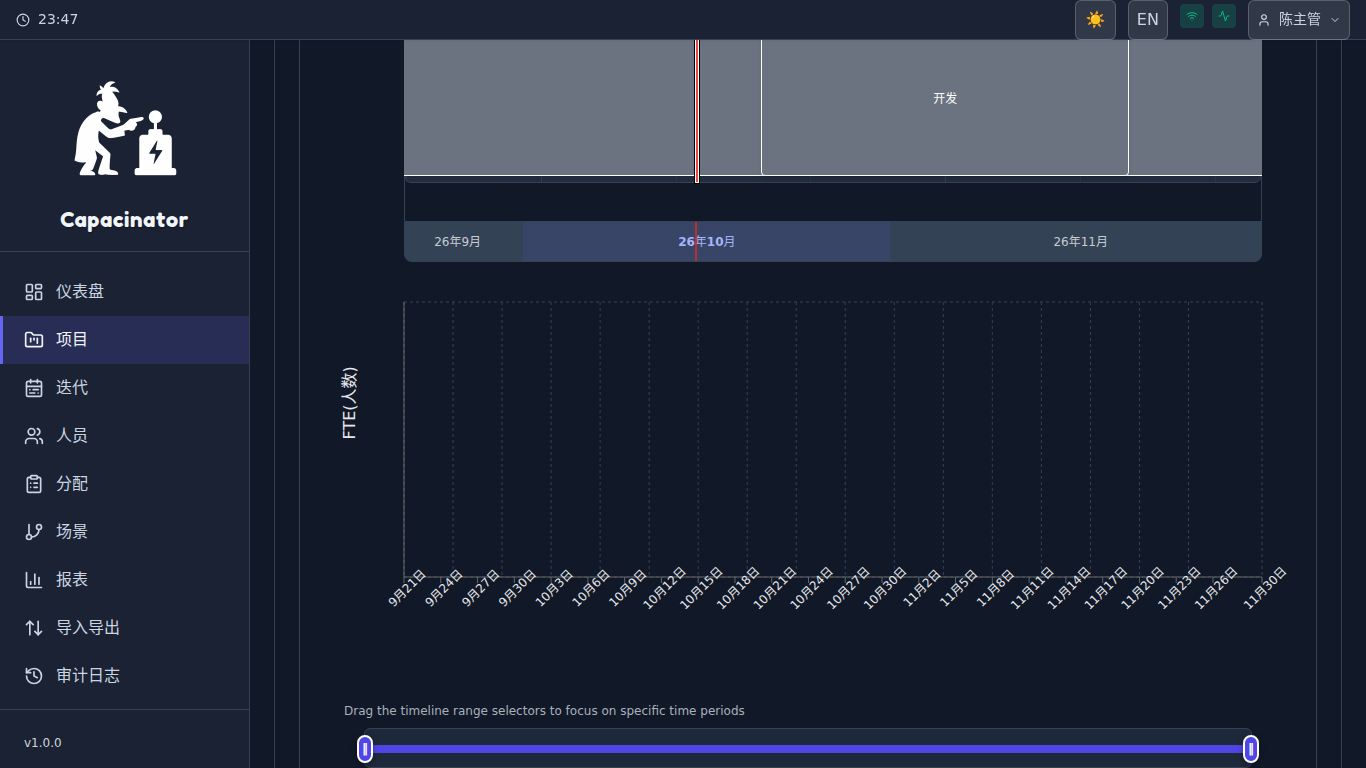 23:47
EN
陈主管
Capacinator
仪表盘
项目
迭代
人员
分配
场景
报表
导入导出
审计日志
v1.0.0
开发
26年9月
26年10月
26年11月
FTE(人数)
9月21日
9月24日
9月27日
9月30日
10月3日
10月6日
10月9日
10月12日
10月15日
10月18日
10月21日
10月24日
10月27日
10月30日
11月2日
11月5日
11月8日
11月11日
11月14日
11月17日
11月20日
11月23日
11月26日
11月30日
Drag the timeline range selectors to focus on specific time periods